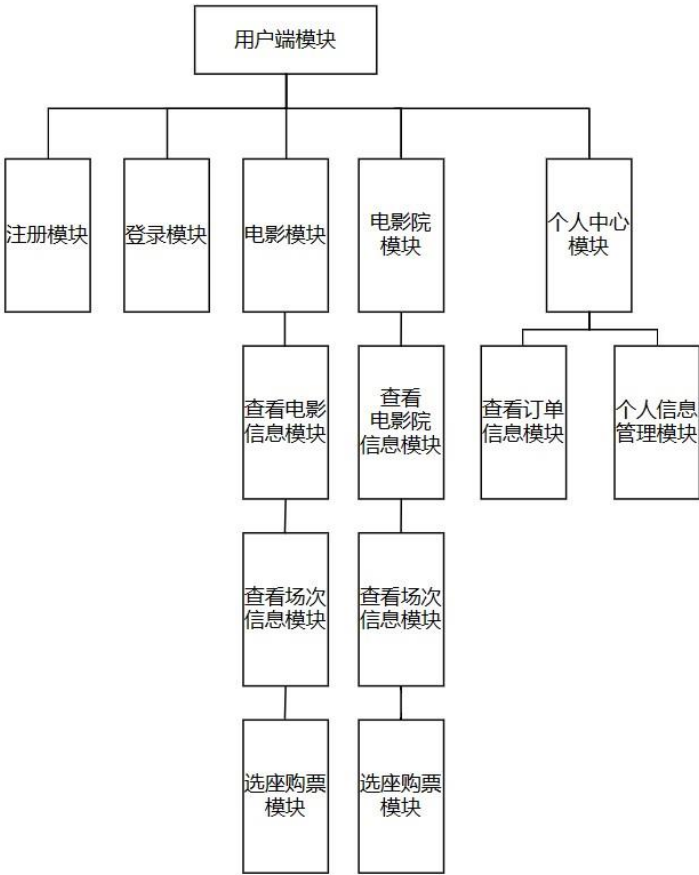 用户端模块
注册模块
登录模块
电影模块
电影院
模块
个人中心
模块
查看电影
信息模块
查看
电影院
信息模块
查看订单
信息模块
个人信息
管理模块
查看场次
信息模块
查看场次
信息模块
选座购票
模块
选座购票
模块